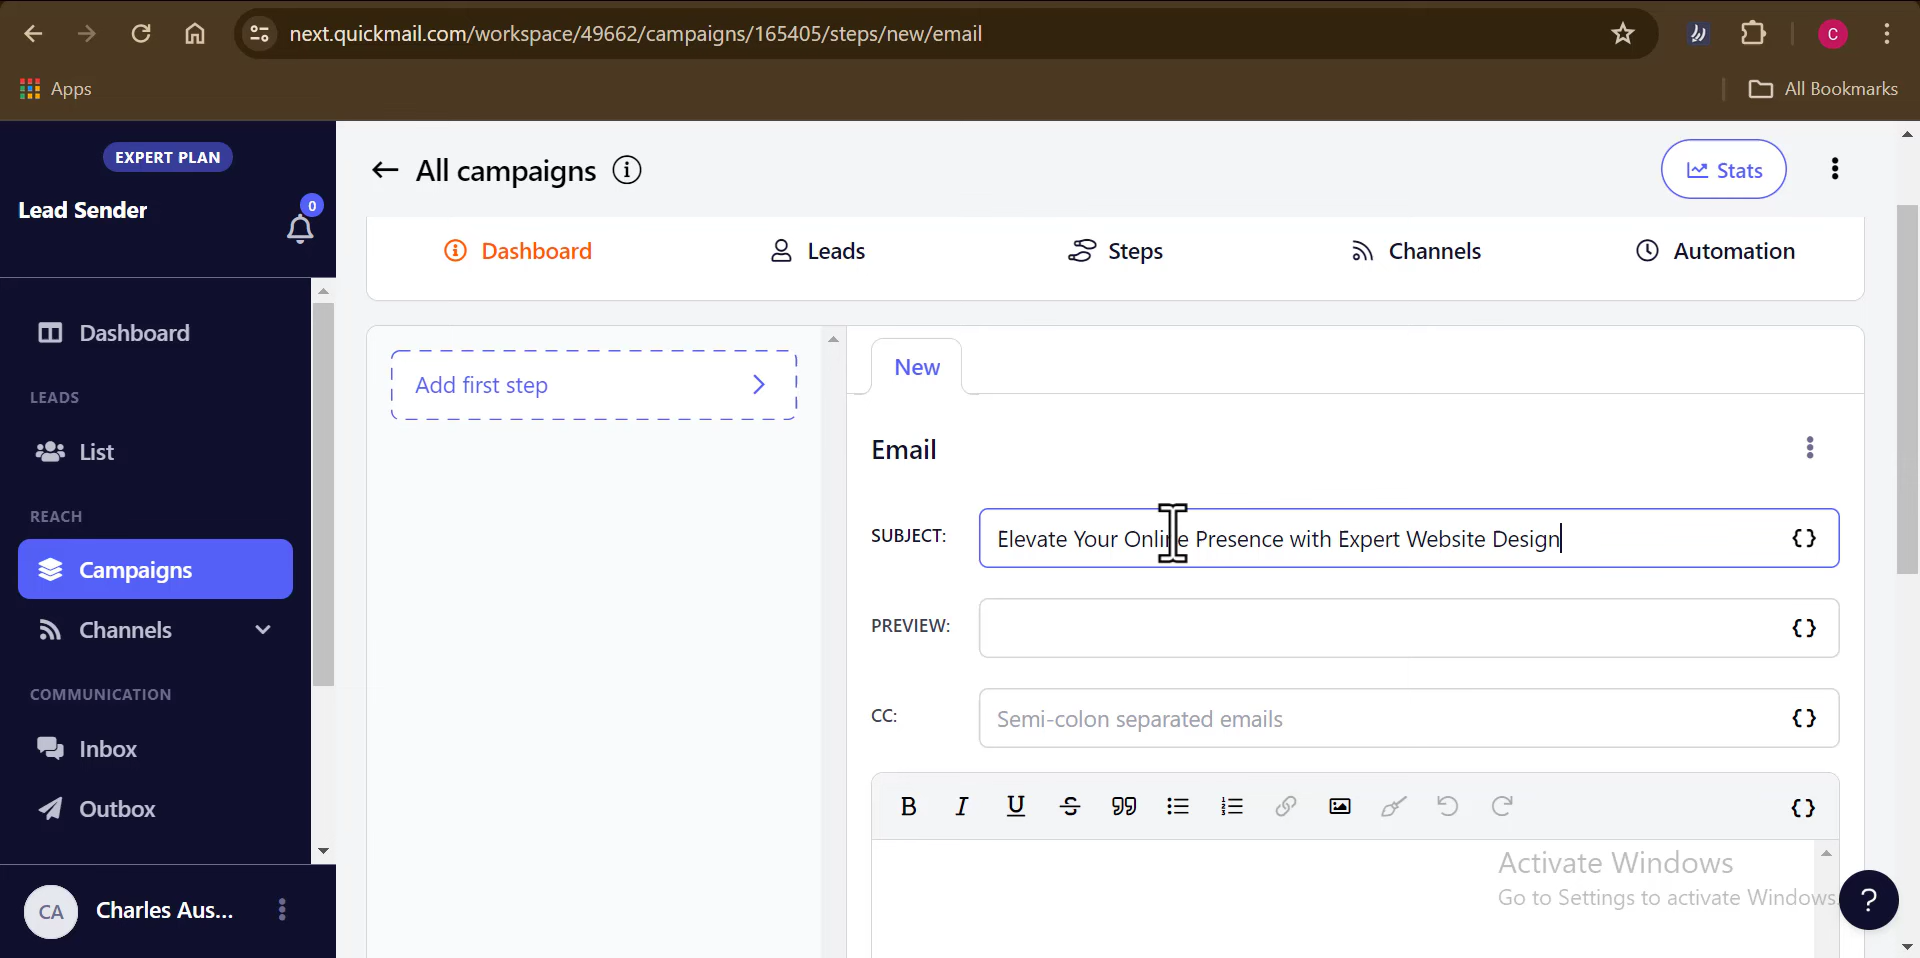 next.quickmail.com/workspace/49662/campaigns/165405/steps/new/email
C
Apps
All Bookmarks
EXPERT PLAN
Lead Sender
0
Dashboard
LEADS
List
REACH
Campaigns
Channels
COMMUNICATION
Inbox
Outbox
CA
Charles Aus...
All campaigns
Stats
Dashboard
Leads
Steps
Channels
Automation
Add first step
New
Email
SUBJECT:
Elevate Your Online Presence with Expert Website Design
{}
PREVIEW:
{}
CC:
Semi-colon separated emails
{}
B I U S
{}
Activate Windows
Go to Settings to activate Windows.
?